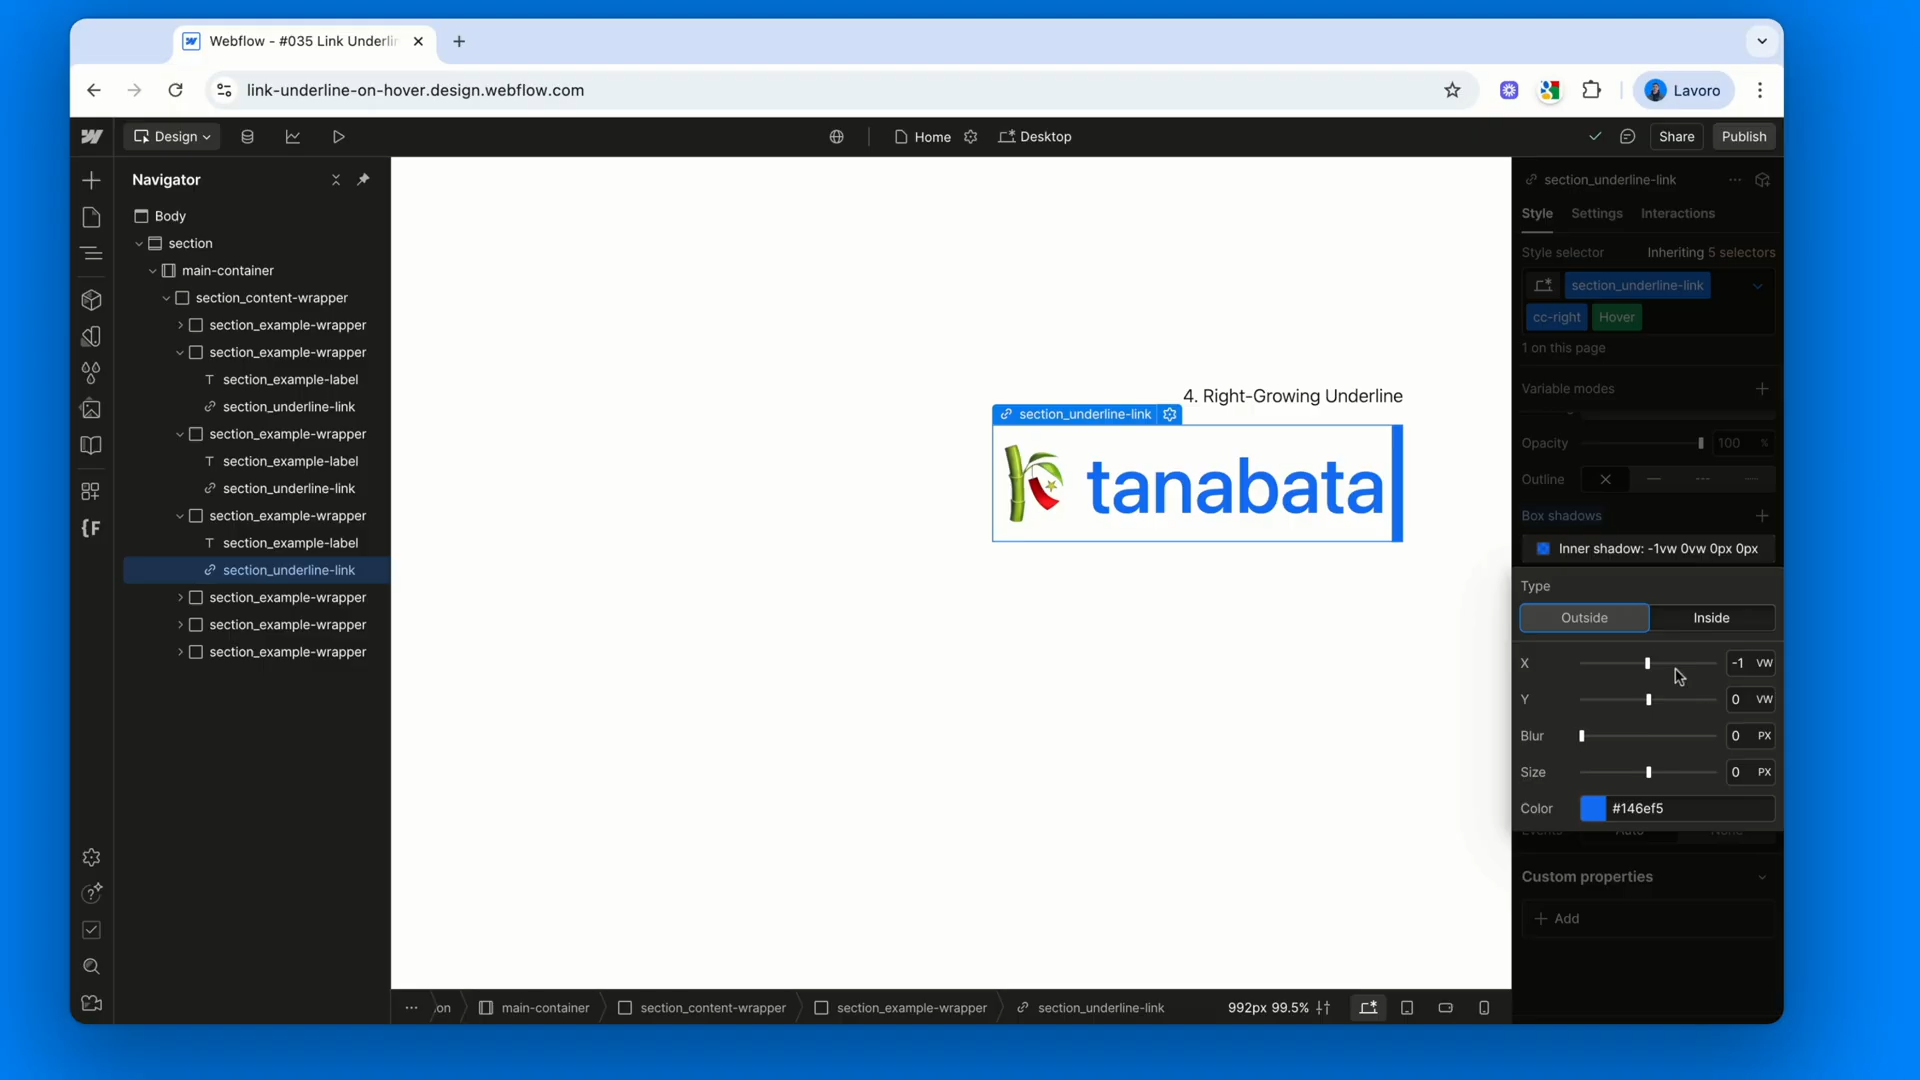 Webflow - #035 Link Underlin
link-underline-on-hover.design.webflow.com
Lavoro
Design
Home
Desktop
Share
Publish
Navigator
Body
section
main-container
section_content-wrapper
section_example-wrapper
section_example-wrapper
section_example-label
section_underline-link
section_example-wrapper
section_example-label
section_underline-link
section_example-wrapper
section_example-label
section_underline-link
section_example-wrapper
section_example-wrapper
section_example-wrapper
4. Right-Growing Underline
section_underline-link
tanabata
section_underline-link
Style Settings Interactions
Style selector Inheriting 5 selectors
section_underline-link
cc-right Hover
1 on this page
Variable modes
Opacity 100 %
Outline
Box shadows
Inner shadow: -1vw 0vw 0px 0px
Type
Outside Inside
X -1 VW
Y 0 VW
Blur 0 PX
Size 0 PX
Color #146ef5
Events Auto None
Custom properties
Add
on main-container section_content-wrapper section_example-wrapper section_underline-link 992px 99.5%